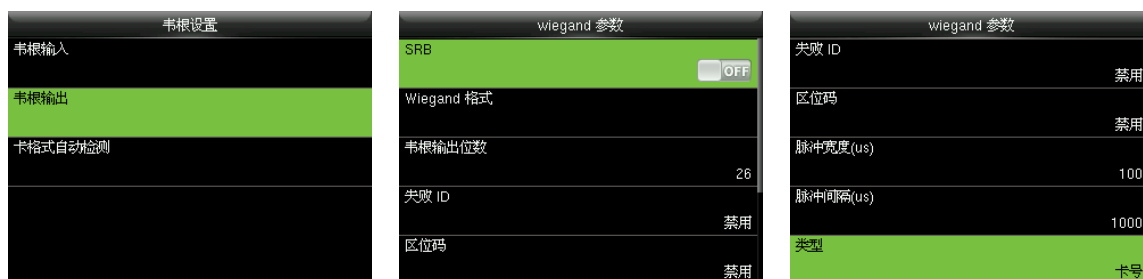 韦根设置
韦根输入
韦根输出
卡格式自动检测
wiegand 参数
SRB
OFF
Wiegand 格式
韦根输出位数
26
失败 ID
禁用
区位码
禁用
wiegand 参数
失败 ID
禁用
区位码
禁用
脉冲宽度(us)
100
脉冲间隔(us)
1000
类型
卡号